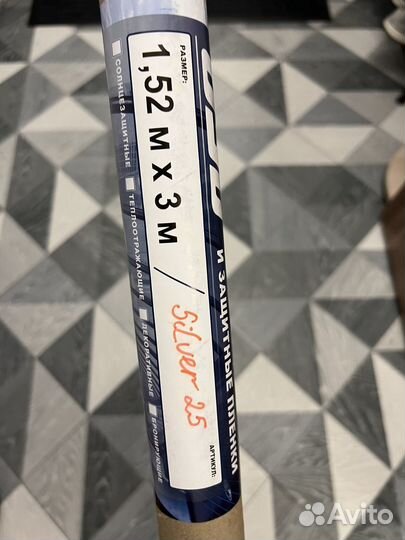 РАЗМЕР:
1,52 м х 3 м /
Silver 25
АРТИКУЛ:
СОЛНЦЕЗАЩИТНЫЕ
ТЕПЛООТРАЖАЮЩИЕ
ДЕКОРАТИВНЫЕ
БРОНИРУЮЩИЕ
И ЗАЩИТНЫЕ ПЛЕНКИ
Avito